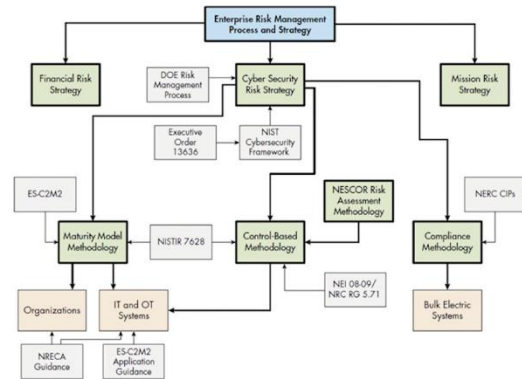 Enterprise Risk Management
Process and Strategy
Financial Risk
Strategy
DOE Risk
Management
Process
Cyber Security
Risk Strategy
Mission Risk
Strategy
Executive
Order
13636
NIST
Cybersecurity
Framework
ES-C2M2
NESCOR Risk
Assessment
Methodology
NERC CIPs
Maturity Model
Methodology
NISTIR 7628
Control-Based
Methodology
Compliance
Methodology
NEI 08-09/
NRC RG 5.71
Organizations
IT and OT
Systems
Bulk Electric
Systems
NRECA
Guidance
ES-C2M2
Application
Guidance